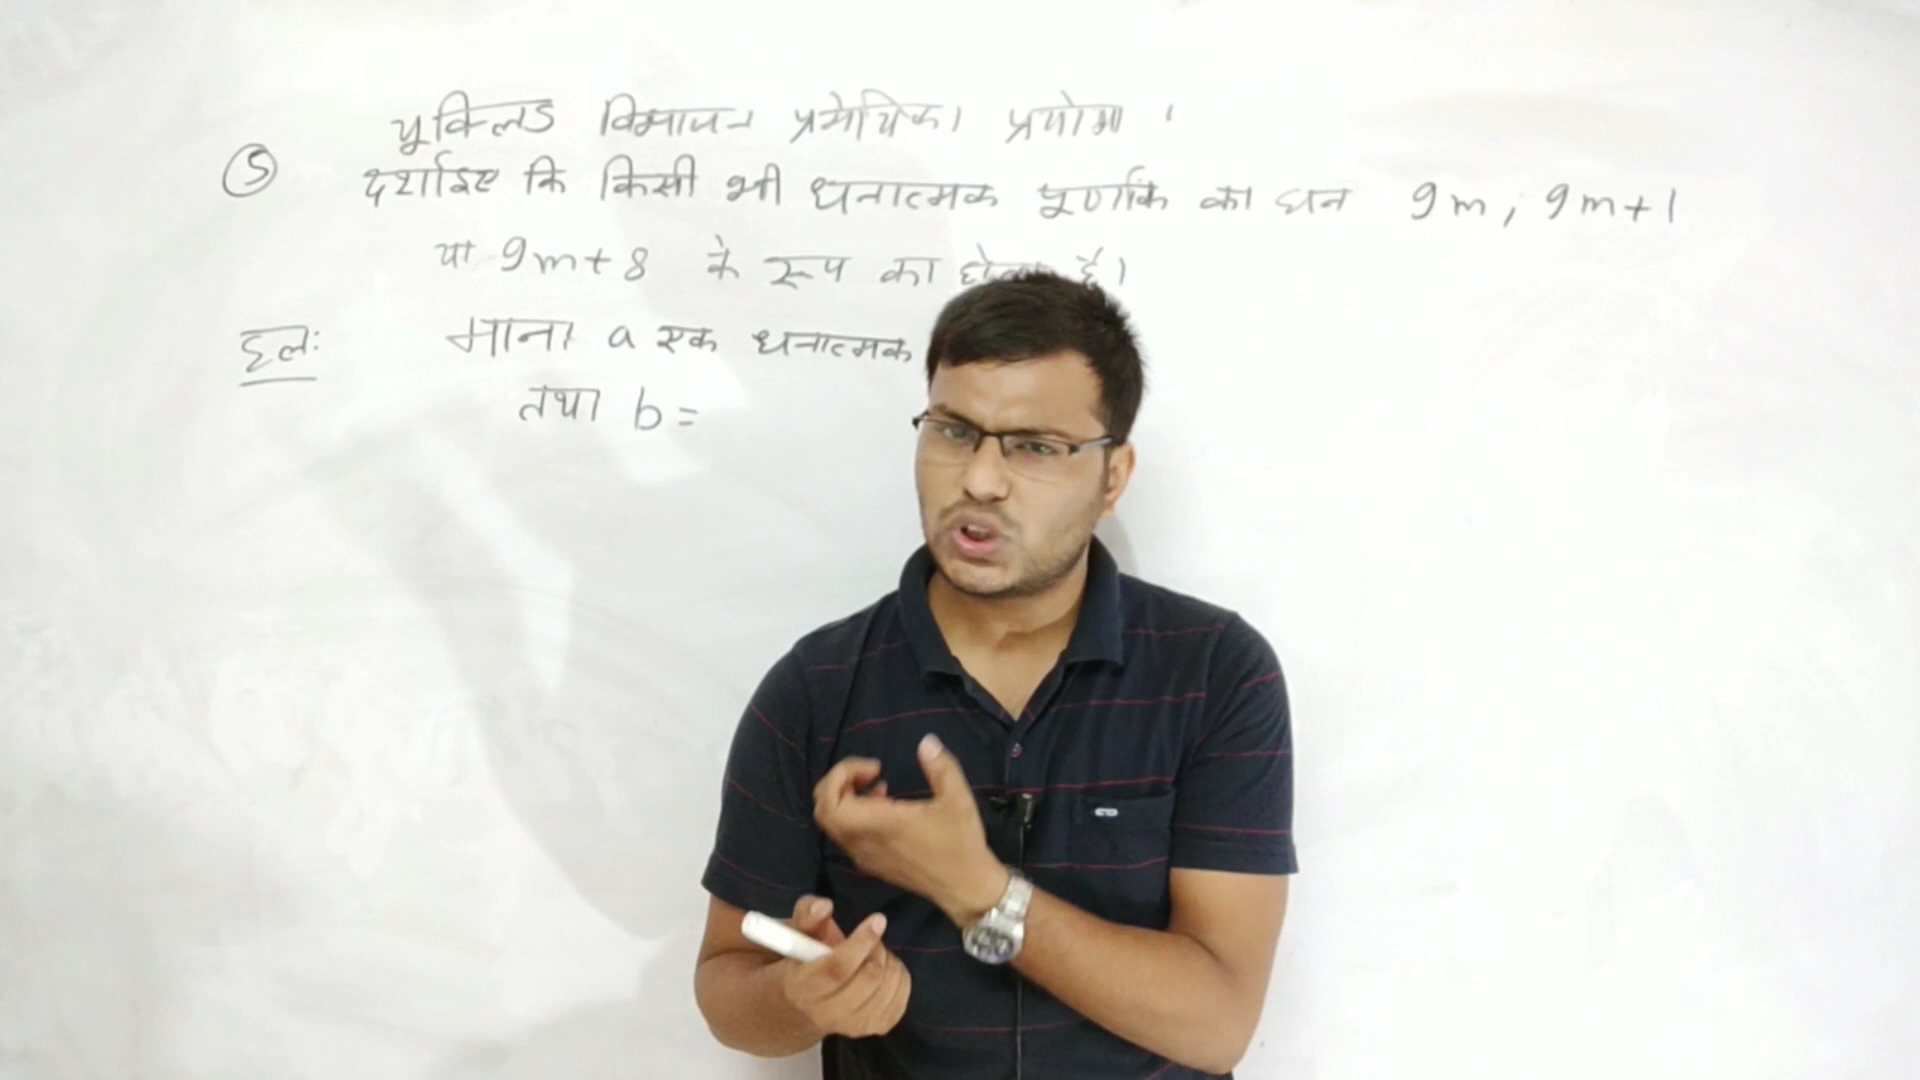 यूक्लिड विभाजन प्रमेयिका प्रयोग
⑤ दर्शाइए कि किसी भी धनात्मक पूर्णांक का घन 9m, 9m+1
या 9m+8 के रूप का होता है।
हल: माना a एक धनात्मक
तथा b =